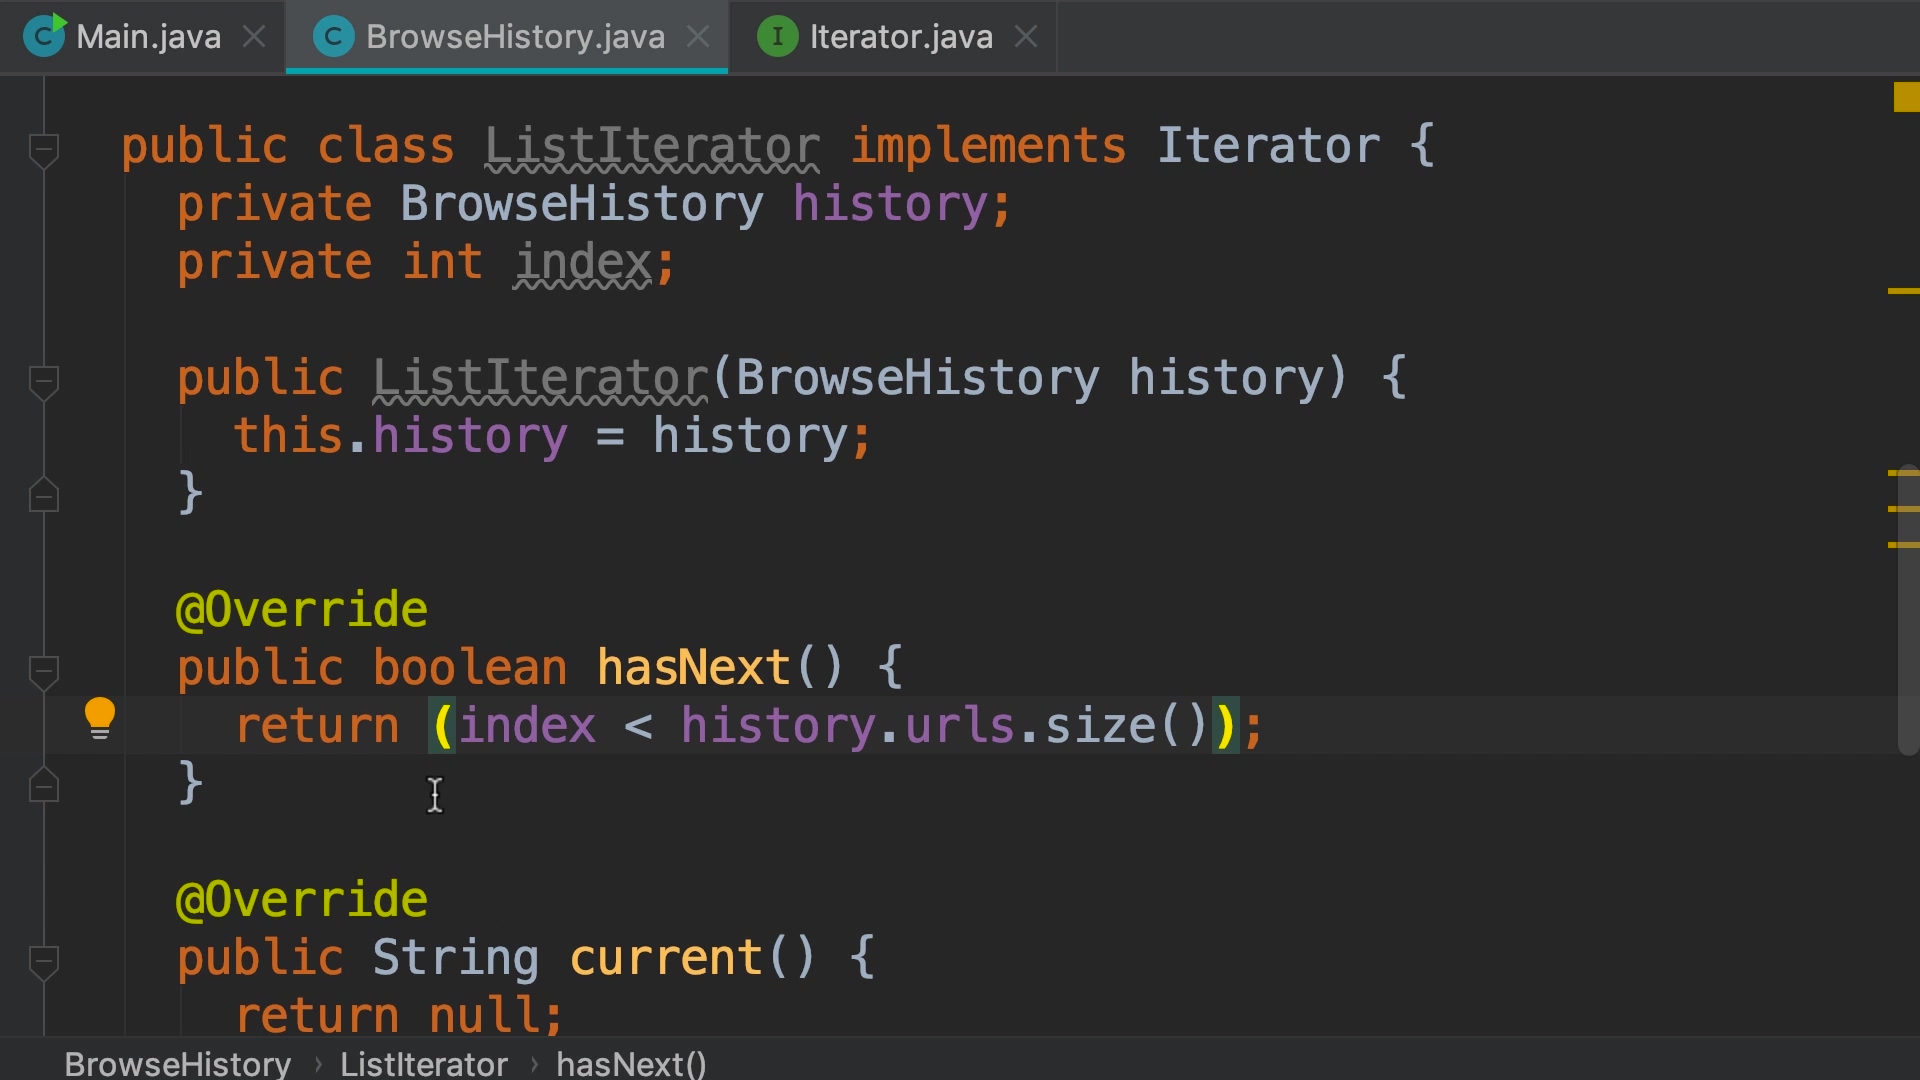 Main.java BrowseHistory.java Iterator.java
public class ListIterator implements Iterator {
private BrowseHistory history;
private int index;
public ListIterator(BrowseHistory history) {
this.history = history;
}
@Override
public boolean hasNext() {
return (index < history.urls.size());
}
@Override
public String current() {
return null;
BrowseHistory › ListIterator › hasNext()